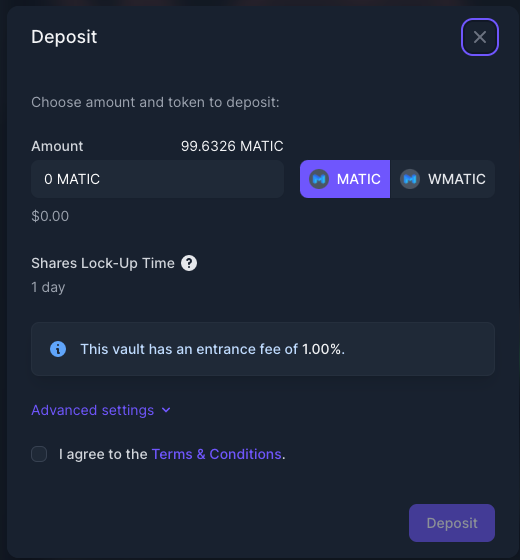 Deposit
Choose amount and token to deposit:
Amount 99.6326 MATIC
0 MATIC MATIC WMATIC
$0.00
Shares Lock-Up Time ?
1 day
This vault has an entrance fee of 1.00%.
Advanced settings
I agree to the Terms & Conditions.
Deposit